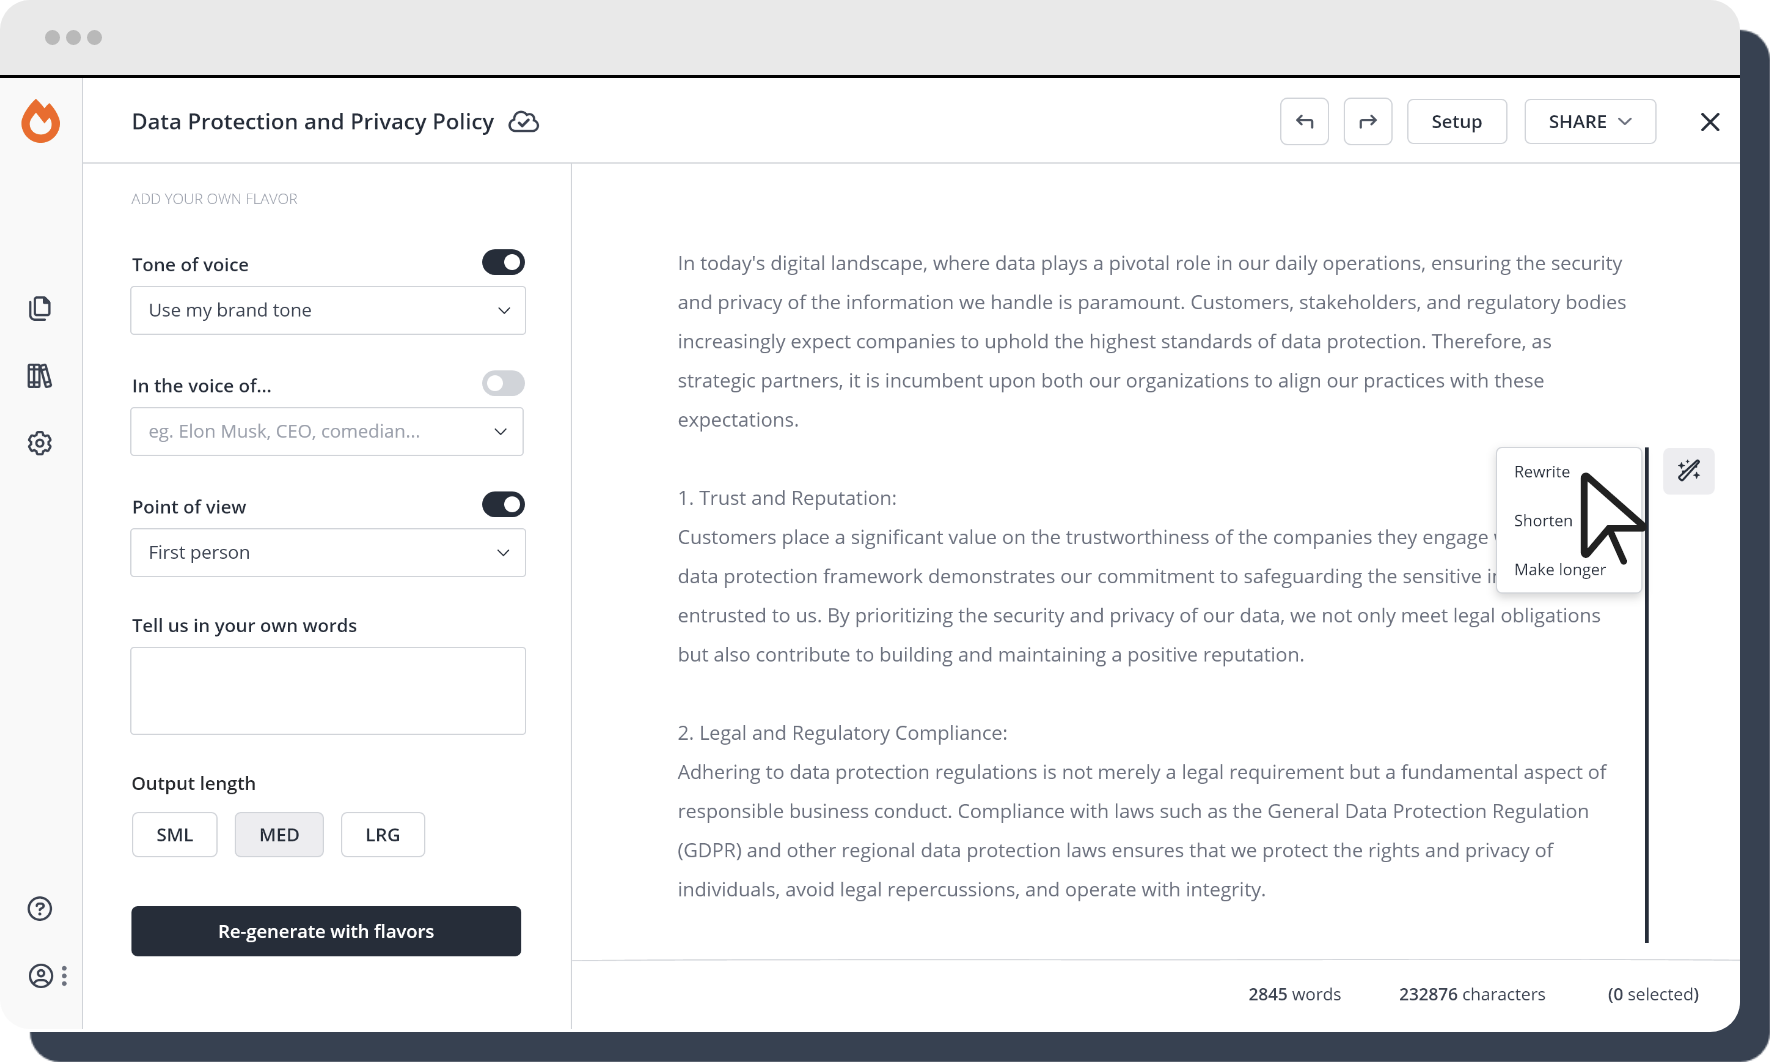 Data Protection and Privacy Policy
Setup
SHARE
ADD YOUR OWN FLAVOR
Tone of voice
Use my brand tone
In the voice of...
eg. Elon Musk, CEO, comedian...
Point of view
First person
Tell us in your own words
Output length
SML
MED
LRG
Re-generate with flavors
In today's digital landscape, where data plays a pivotal role in our daily operations, ensuring the security
and privacy of the information we handle is paramount. Customers, stakeholders, and regulatory bodies
increasingly expect companies to uphold the highest standards of data protection. Therefore, as
strategic partners, it is incumbent upon both our organizations to align our practices with these
expectations.
1. Trust and Reputation:
Customers place a significant value on the trustworthiness of the companies they engage
data protection framework demonstrates our commitment to safeguarding the sensitive
entrusted to us. By prioritizing the security and privacy of our data, we not only meet legal obligations
but also contribute to building and maintaining a positive reputation.
2. Legal and Regulatory Compliance:
Adhering to data protection regulations is not merely a legal requirement but a fundamental aspect of
responsible business conduct. Compliance with laws such as the General Data Protection Regulation
(GDPR) and other regional data protection laws ensures that we protect the rights and privacy of
individuals, avoid legal repercussions, and operate with integrity.
Rewrite
Shorten
Make longer
2845 words
232876 characters
(0 selected)